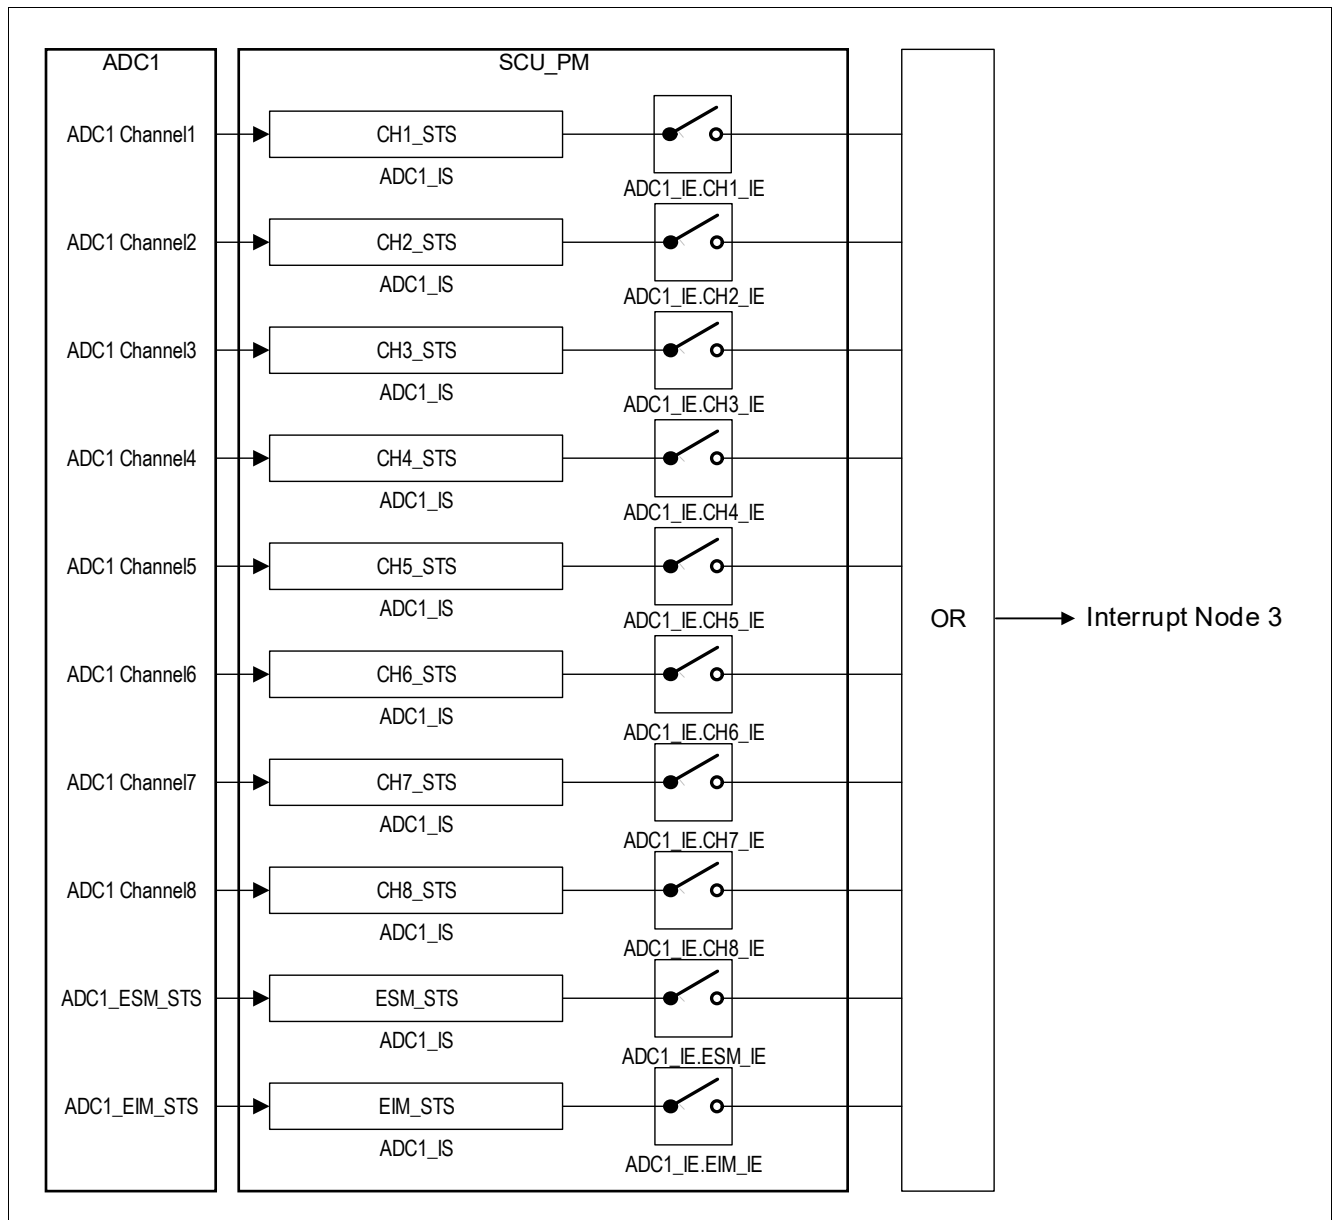 ADC1
SCU_PM
ADC1 Channel1
CH1_STS
ADC1_IS
ADC1_IE.CH1_IE
ADC1 Channel2
CH2_STS
ADC1_IS
ADC1_IE.CH2_IE
ADC1 Channel3
CH3_STS
ADC1_IS
ADC1_IE.CH3_IE
ADC1 Channel4
CH4_STS
ADC1_IS
ADC1_IE.CH4_IE
ADC1 Channel5
CH5_STS
ADC1_IS
ADC1_IE.CH5_IE
OR
Interrupt Node 3
ADC1 Channel6
CH6_STS
ADC1_IS
ADC1_IE.CH6_IE
ADC1 Channel7
CH7_STS
ADC1_IS
ADC1_IE.CH7_IE
ADC1 Channel8
CH8_STS
ADC1_IS
ADC1_IE.CH8_IE
ADC1_ESM_STS
ESM_STS
ADC1_IS
ADC1_IE.ESM_IE
ADC1_EIM_STS
EIM_STS
ADC1_IS
ADC1_IE.EIM_IE